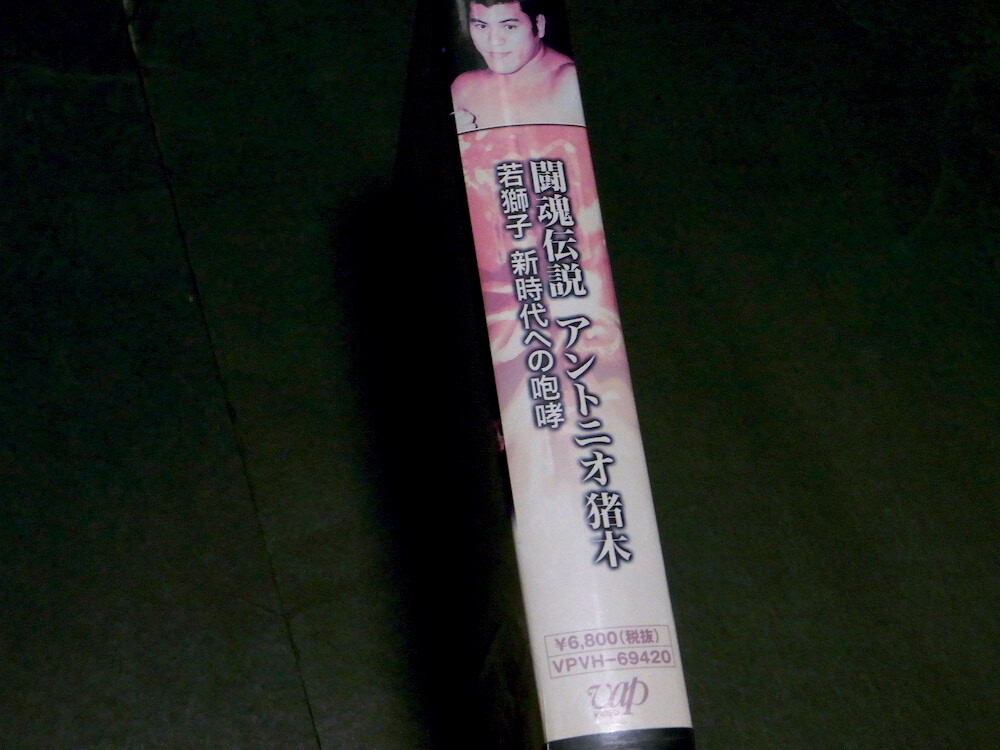 闘魂伝説 アントニオ猪木
若獅子 新時代への咆哮
¥6,800(税抜)
VPVH-69420
vap
VIDEO